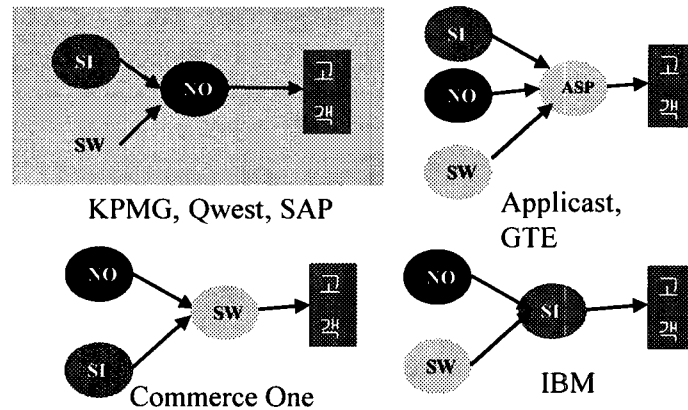 SI
NO
SW
고객
KPMG, Qwest, SAP
SI
NO
SW
ASP
고객
Applicast,
GTE
NO
SI
SW
고객
Commerce One
NO
SW
SI
고객
IBM